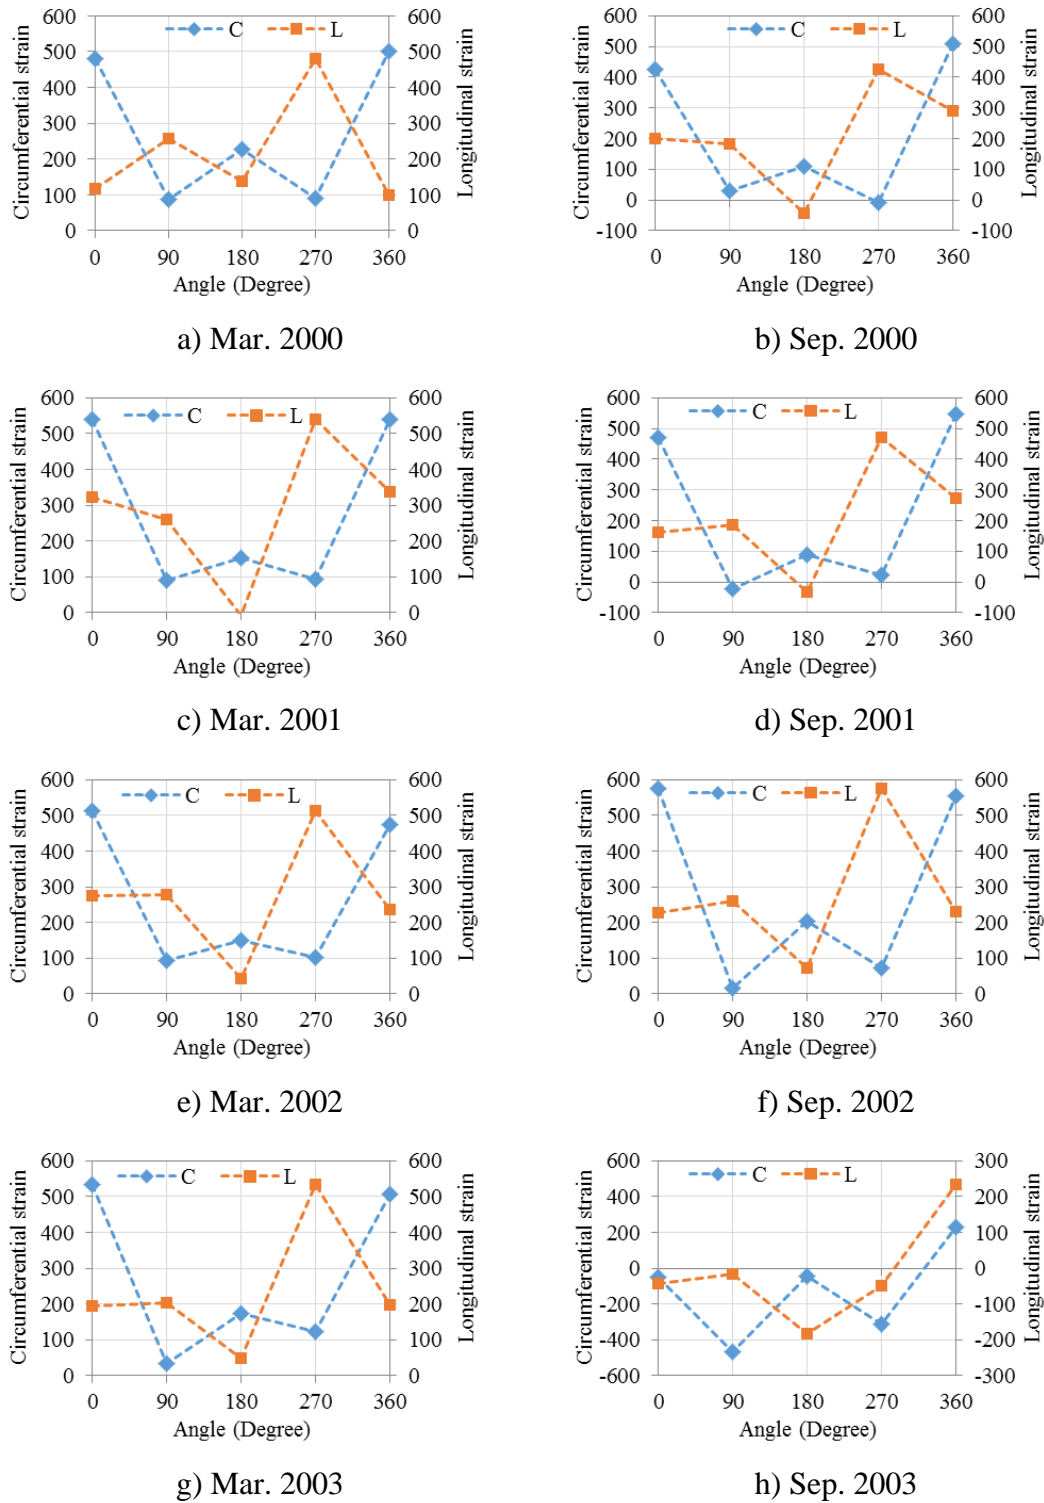 C L
Circumferential strain
600
500
400
300
200
100
0
600
500
400
300
200
100
0
Longitudinal strain
0 90 180 270 360
Angle (Degree)
a) Mar. 2000
C L
Circumferential strain
600
500
400
300
200
100
0
-100
600
500
400
300
200
100
0
-100
Longitudinal strain
0 90 180 270 360
Angle (Degree)
b) Sep. 2000
C L
Circumferential strain
600
500
400
300
200
100
0
600
500
400
300
200
100
0
Longitudinal strain
0 90 180 270 360
Angle (Degree)
c) Mar. 2001
C L
Circumferential strain
600
500
400
300
200
100
0
-100
600
500
400
300
200
100
0
-100
Longitudinal strain
0 90 180 270 360
Angle (Degree)
d) Sep. 2001
C L
Circumferential strain
600
500
400
300
200
100
0
600
500
400
300
200
100
0
Longitudinal strain
0 90 180 270 360
Angle (Degree)
e) Mar. 2002
C L
Circumferential strain
600
500
400
300
200
100
0
600
500
400
300
200
100
0
Longitudinal strain
0 90 180 270 360
Angle (Degree)
f) Sep. 2002
C L
Circumferential strain
600
500
400
300
200
100
0
600
500
400
300
200
100
0
Longitudinal strain
0 90 180 270 360
Angle (Degree)
g) Mar. 2003
C L
Circumferential strain
600
400
200
0
-200
-400
-600
300
200
100
0
-100
-200
-300
Longitudinal strain
0 90 180 270 360
Angle (Degree)
h) Sep. 2003